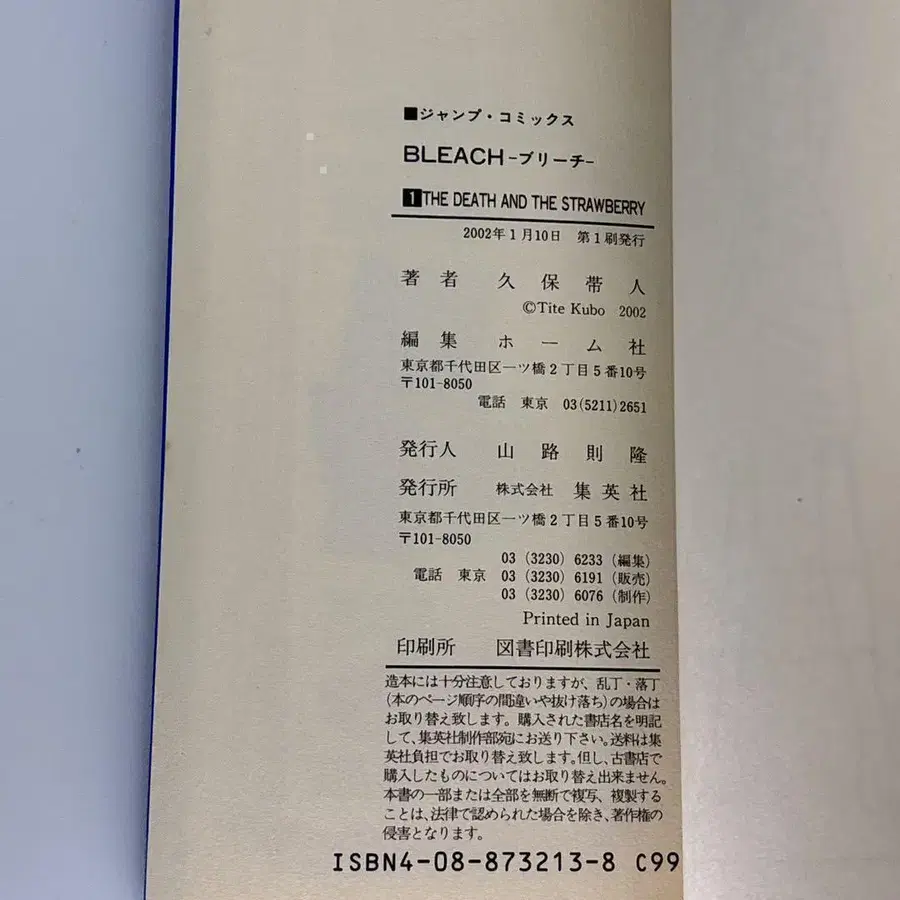 ■ジャンプ・コミックス
BLEACH-ブリーチ-
1 THE DEATH AND THE STRAWBERRY
2002年1月10日 第1刷発行
著者 久保帯人
©Tite Kubo 2002
編集 ホーム社
東京都千代田区一ツ橋2丁目5番10号
〒101-8050
電話 東京 03(5211)2651
発行人 山路則隆
発行所 株式会社 集英社
東京都千代田区一ツ橋2丁目5番10号
〒101-8050
03 (3230) 6233 (編集)
電話 東京 03 (3230) 6191 (販売)
03 (3230) 6076 (制作)
Printed in Japan
印刷所 図書印刷株式会社
造本には十分注意しておりますが、乱丁・落丁
(本のページ順序の間違いや抜け落ち)の場合は
お取り替え致します。購入された書店名を明記
して、集英社制作部宛にお送り下さい。送料は集
英社負担でお取り替え致します。但し、古書店で
購入したものについてはお取り替え出来ません。
本書の一部または全部を無断で複写、複製する
ことは、法律で認められた場合を除き、著作権の
侵害となります。
ISBN4-08-873213-8 C99